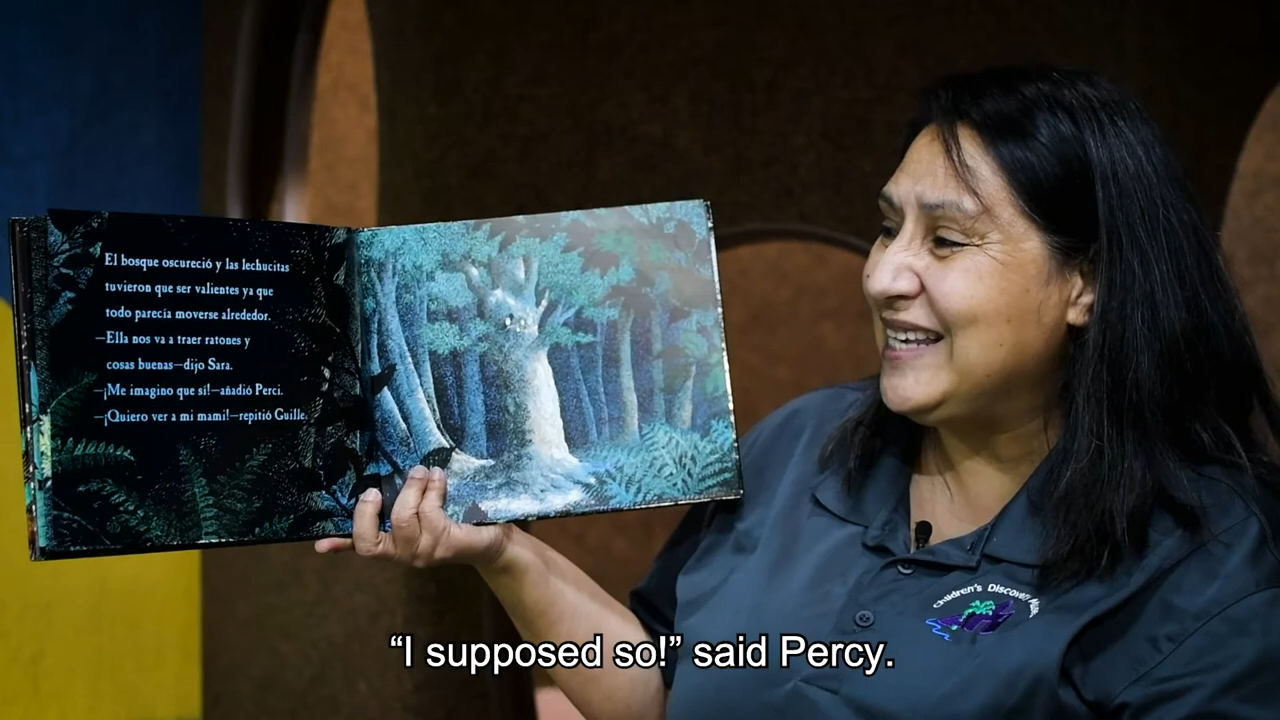 El bosque oscureció y las lechucitas
tuvieron que ser valientes ya que
todo parecía moverse alrededor.
—Ella nos va a traer ratones y
cosas buenas—dijo Sara.
—¡Me imagino que sí!—añadió Perci.
—¡Quiero ver a mi mami!—repitió Guille.
Children's Discovery
“I supposed so!” said Percy.